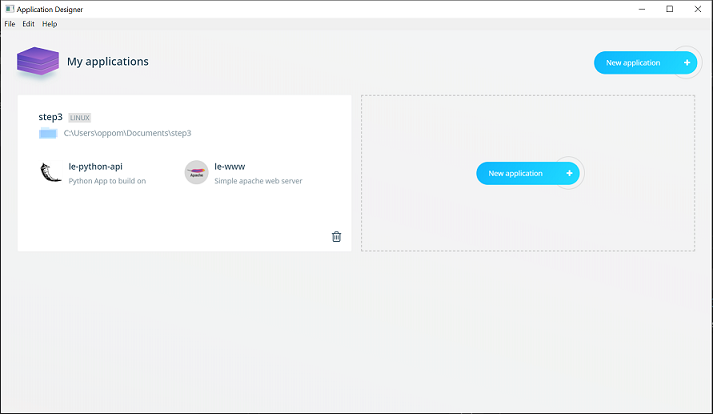 Application Designer
File Edit Help
My applications
New application
step3 LINUX
C:\Users\oppom\Documents\step3
le-python-api
Python App to build on
Apache
le-www
Simple apache web server
New application